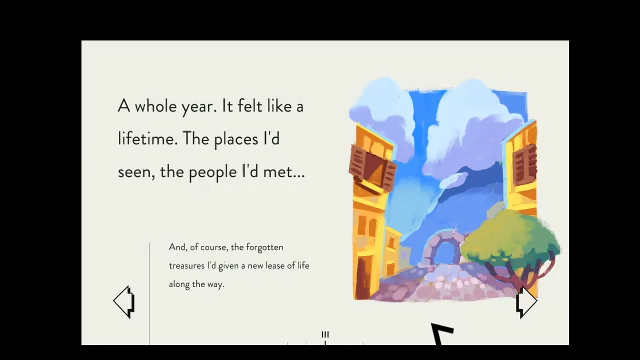 A whole year. It felt like a
lifetime. The places I'd
seen, the people I'd met...
And, of course, the forgotten
treasures I'd given a new lease of life
along the way.